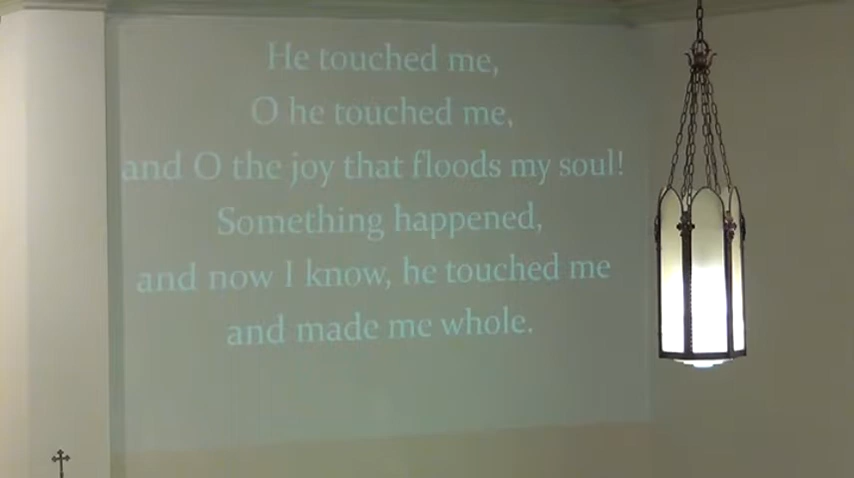 He touched me,
O he touched me,
and O the joy that floods my soul!
Something happened,
and now I know, he touched me
and made me whole.